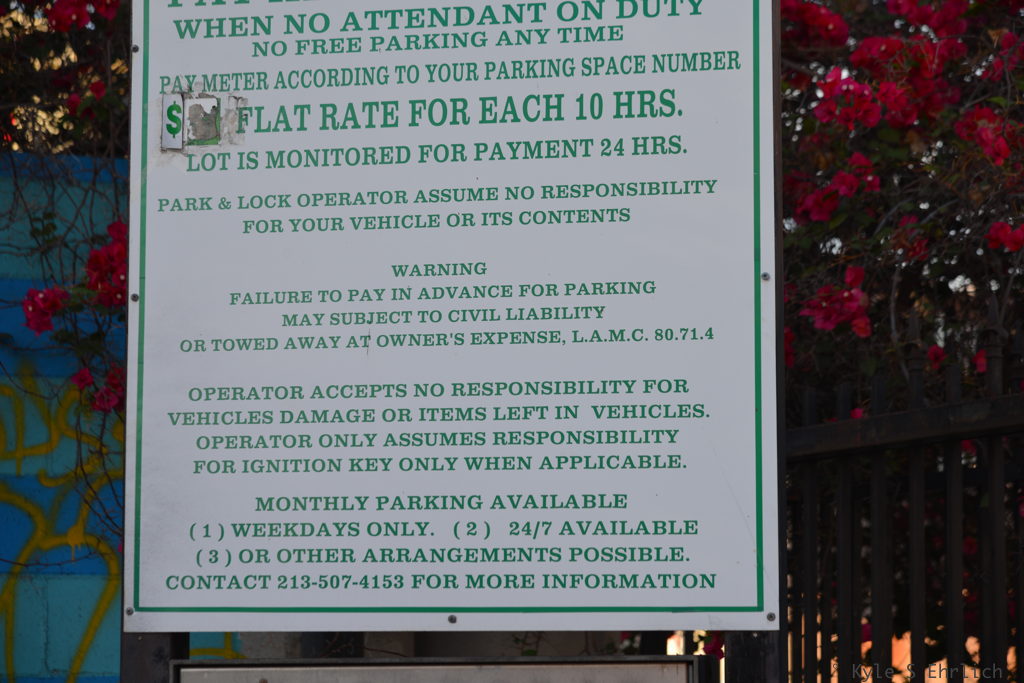 WHEN NO ATTENDANT ON DUTY
NO FREE PARKING ANY TIME
PAY METER ACCORDING TO YOUR PARKING SPACE NUMBER
$ FLAT RATE FOR EACH 10 HRS.
LOT IS MONITORED FOR PAYMENT 24 HRS.
PARK & LOCK OPERATOR ASSUME NO RESPONSIBILITY
FOR YOUR VEHICLE OR ITS CONTENTS
WARNING
FAILURE TO PAY IN ADVANCE FOR PARKING
MAY SUBJECT TO CIVIL LIABILITY
OR TOWED AWAY AT OWNER'S EXPENSE, L.A.M.C. 80.71.4
OPERATOR ACCEPTS NO RESPONSIBILITY FOR
VEHICLES DAMAGE OR ITEMS LEFT IN VEHICLES.
OPERATOR ONLY ASSUMES RESPONSIBILITY
FOR IGNITION KEY ONLY WHEN APPLICABLE.
MONTHLY PARKING AVAILABLE
( 1 ) WEEKDAYS ONLY. ( 2 ) 24/7 AVAILABLE
( 3 ) OR OTHER ARRANGEMENTS POSSIBLE.
CONTACT 213-507-4153 FOR MORE INFORMATION
© Kyle S Ehrlich